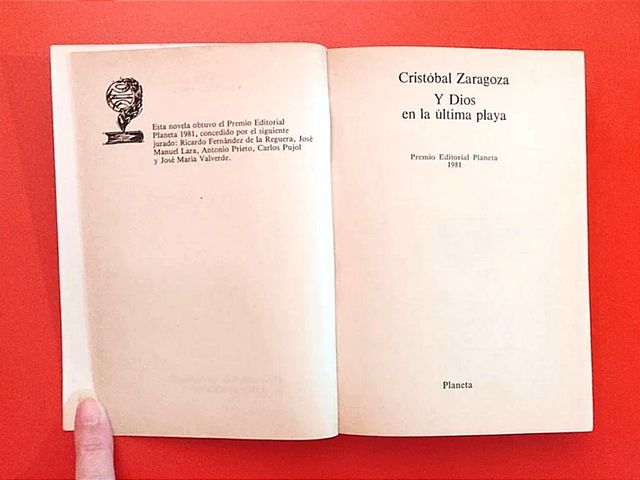 Esta novela obtuvo el Premio Editorial
Planeta 1981, concedido por el siguiente
jurado: Ricardo Fernández de la Reguera, José
Manuel Lara, Antonio Prieto, Carlos Pujol
y José María Valverde.
Cristóbal Zaragoza
Y Dios
en la última playa
Premio Editorial Planeta
1981
Planeta